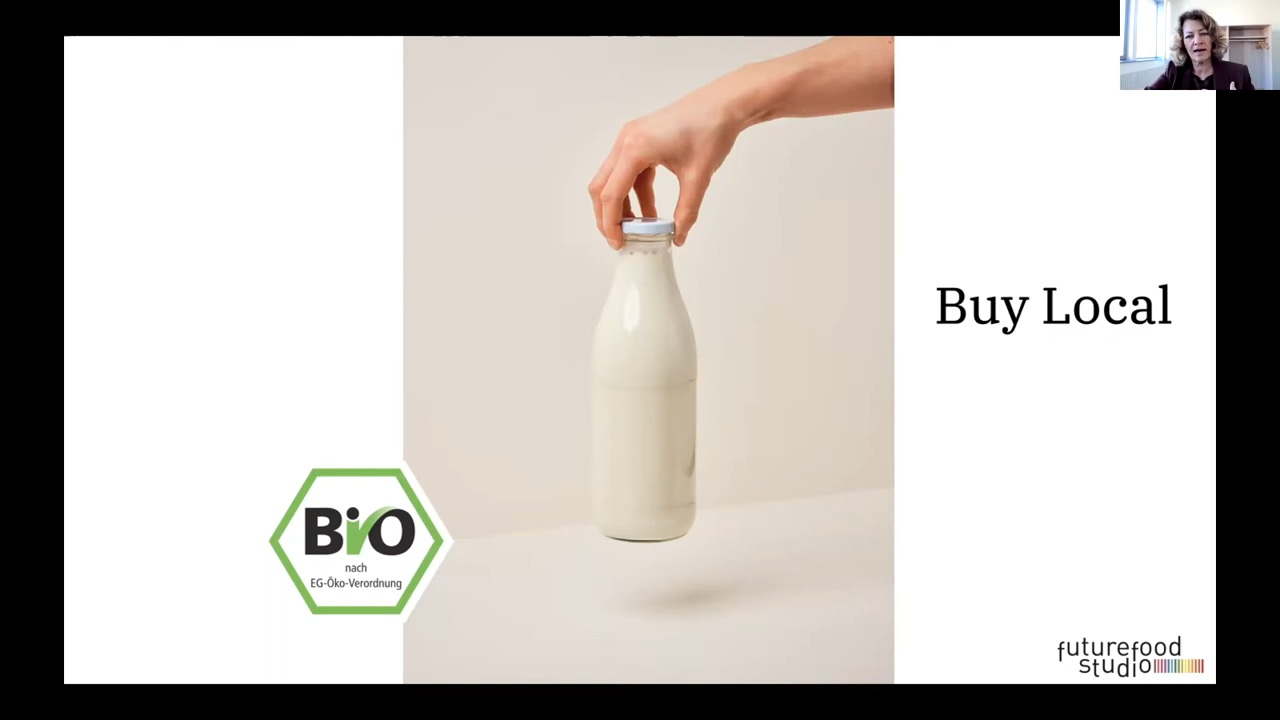 Buy Local
BiO
nach
EG-Öko-Verordnung
futurefood
studio